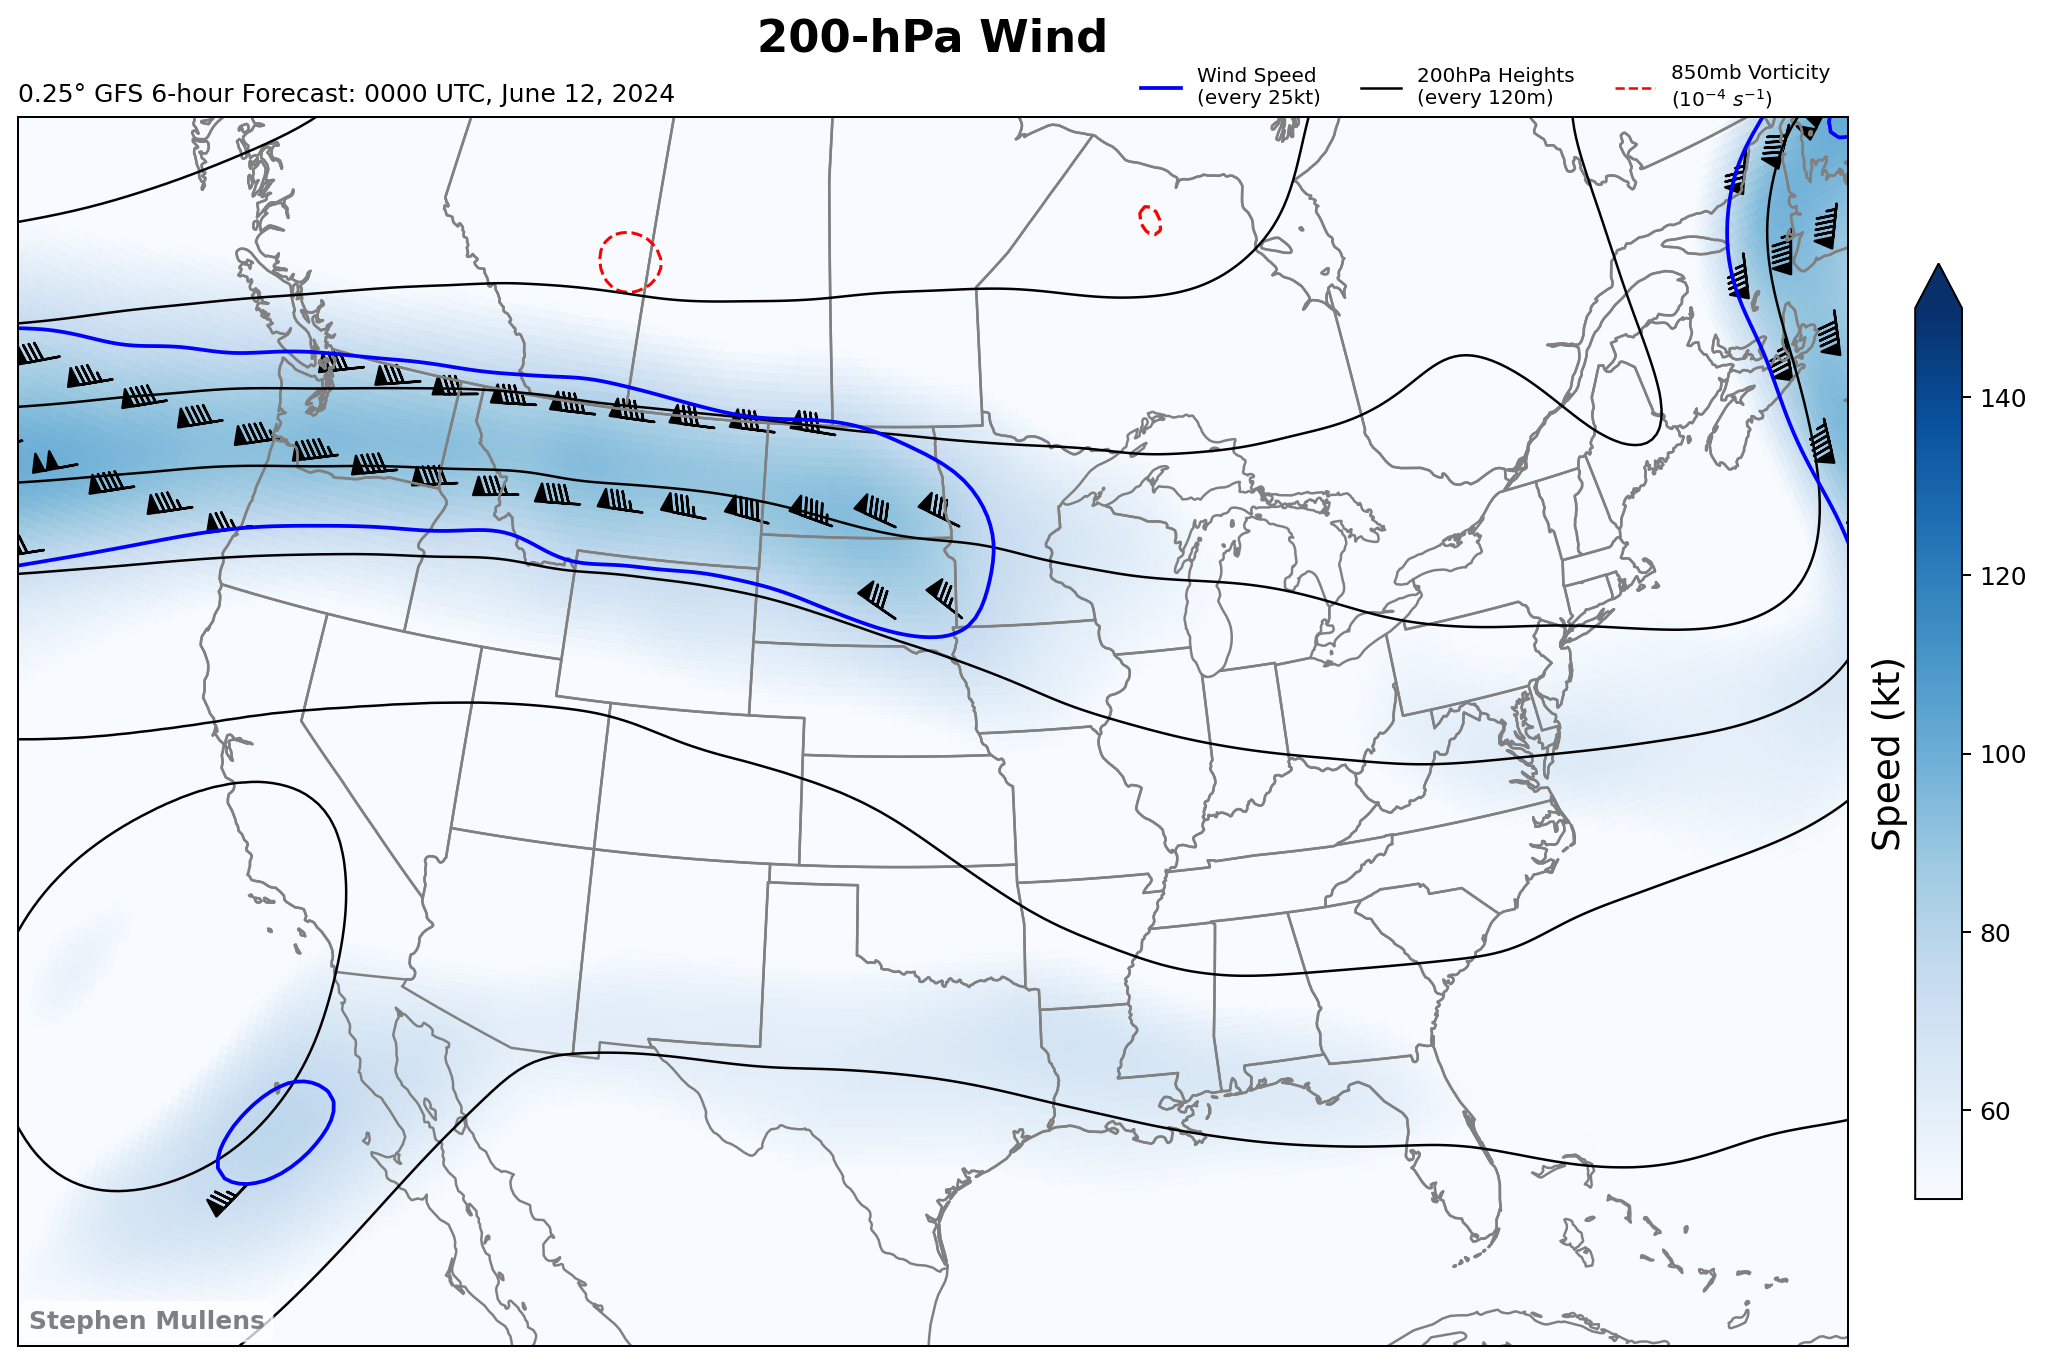 200-hPa Wind
0.25° GFS 6-hour Forecast: 0000 UTC, June 12, 2024
Wind Speed
(every 25kt)
200hPa Heights
(every 120m)
850mb Vorticity
(10⁻⁴ s⁻¹)
140
120
100
80
60
Speed (kt)
Stephen Mullens